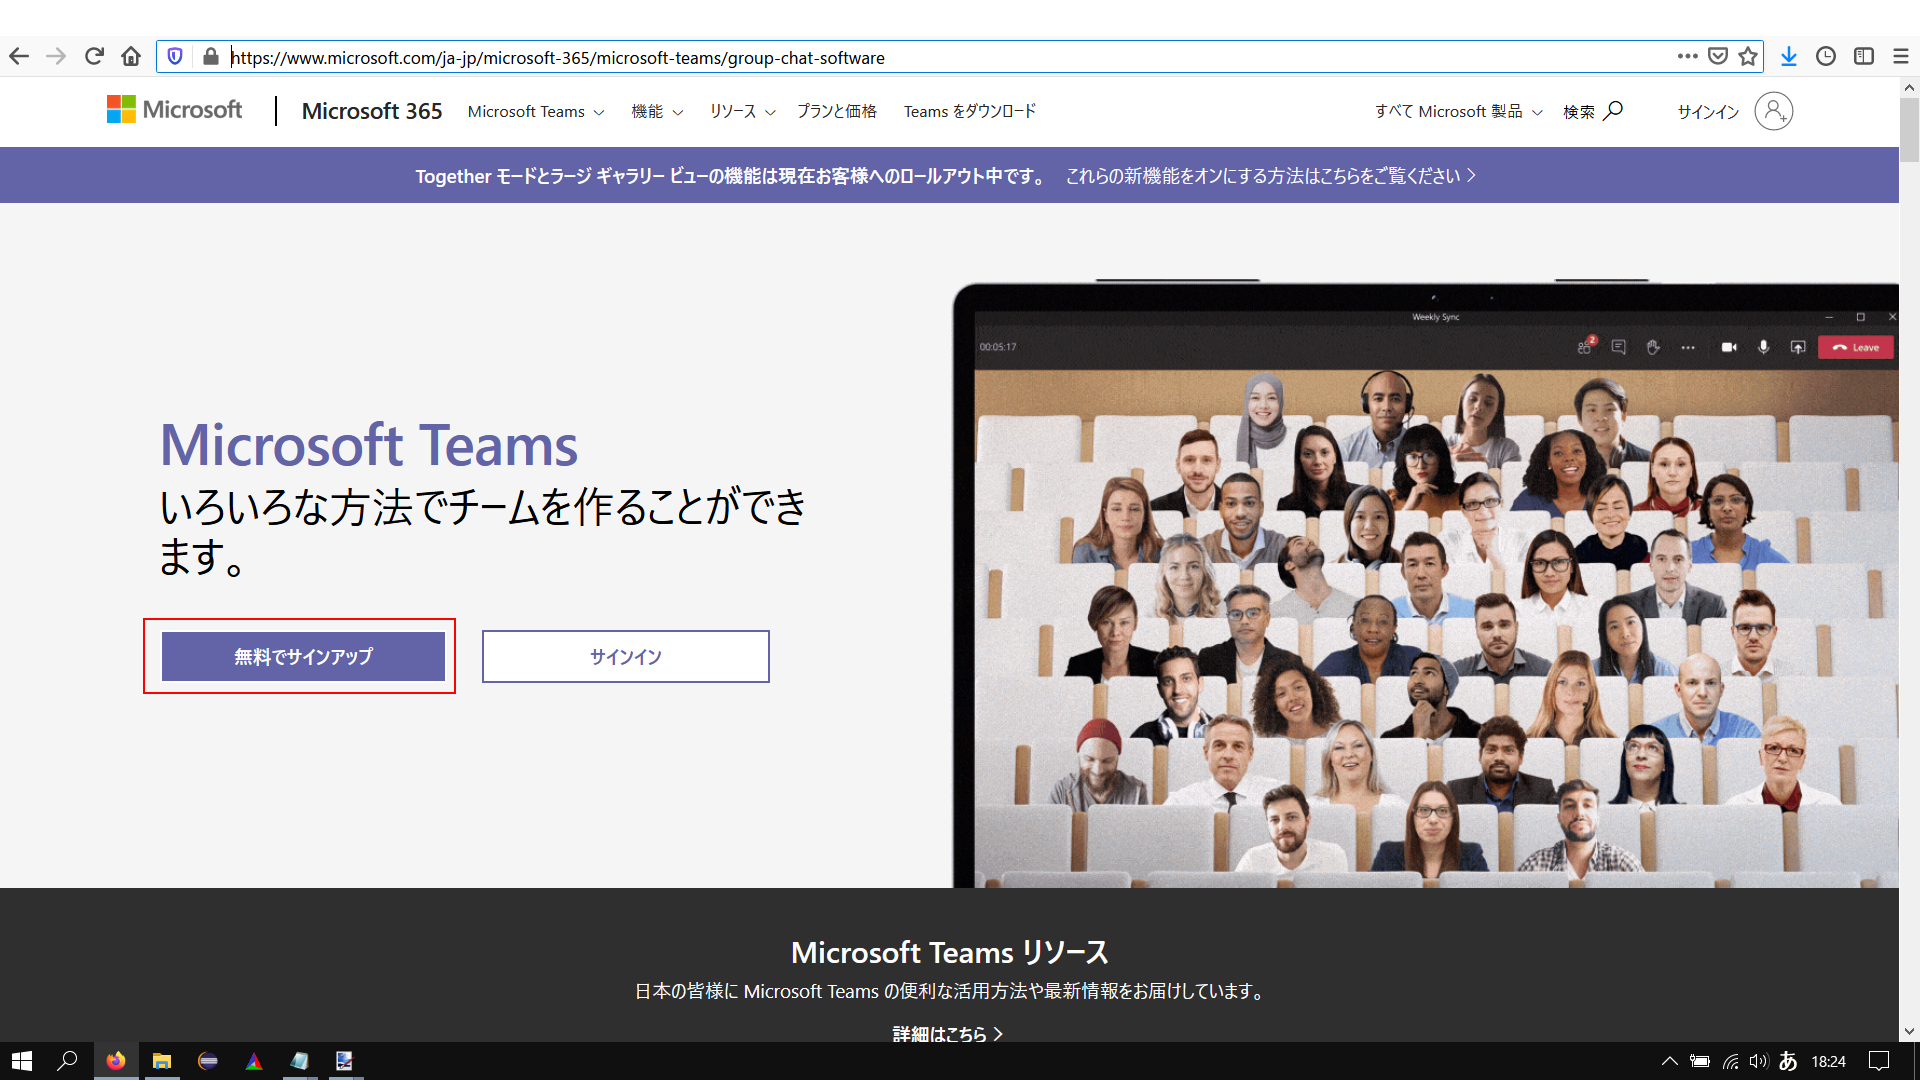 https://www.microsoft.com/ja-jp/microsoft-365/microsoft-teams/group-chat-software
Microsoft
Microsoft 365
Microsoft Teams
機能
リソース
プランと価格
Teams をダウンロード
すべて Microsoft 製品
検索
サインイン
Together モードとラージ ギャラリー ビューの機能は現在お客様へのロールアウト中です。 これらの新機能をオンにする方法はこちらをご覧ください
Weekly Sync
00:05:17
2
Leave
Microsoft Teams
いろいろな方法でチームを作ることができ
ます。
無料でサインアップ
サインイン
Microsoft Teams リソース
日本の皆様に Microsoft Teams の便利な活用方法や最新情報をお届けしています。
詳細はこちら
あ
18:24